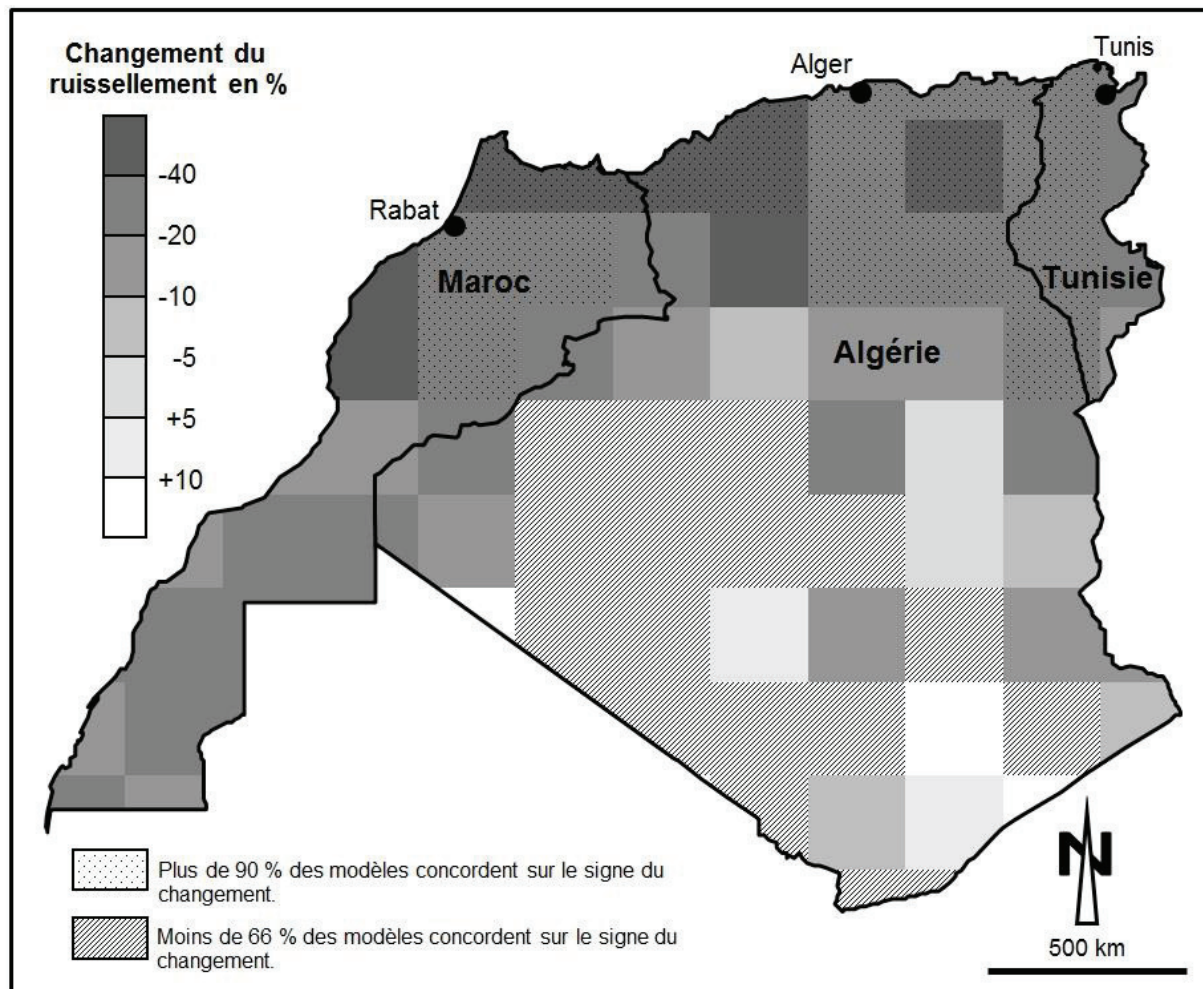 Changement du
ruissellement en %
-40
-20
-10
-5
+5
+10
Tunis
Alger
Rabat
Maroc
Tunisie
Algérie
Plus de 90 % des modèles concordent sur le signe du
changement.
Moins de 66 % des modèles concordent sur le signe du
changement.
N
500 km